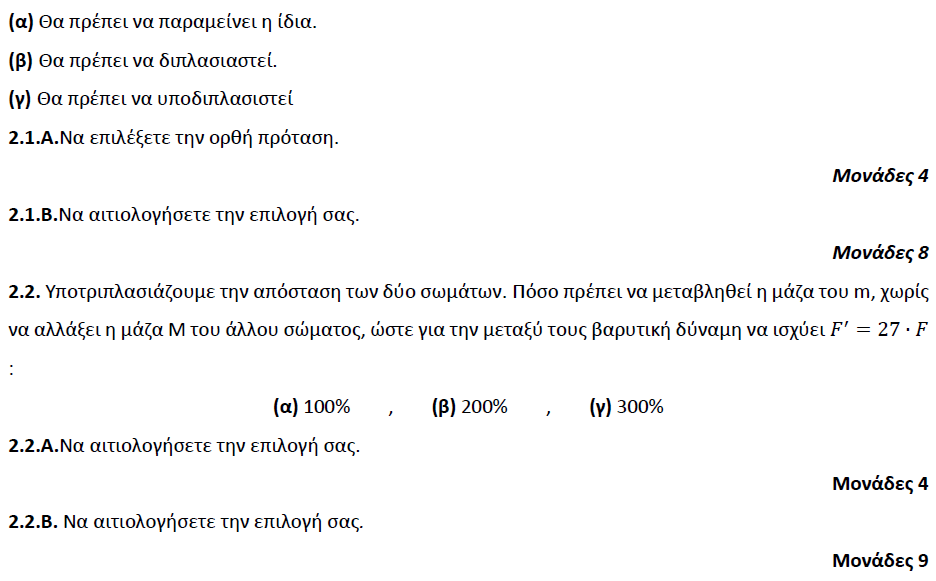 (α) Θα πρέπει να παραμείνει η ίδια.
(β) Θα πρέπει να διπλασιαστεί.
(γ) Θα πρέπει να υποδιπλασιστεί
2.1.Α.Να επιλέξετε την ορθή πρόταση.
Μονάδες 4
2.1.Β.Να αιτιολογήσετε την επιλογή σας.
Μονάδες 8
2.2. Υποτριπλασιάζουμε την απόσταση των δύο σωμάτων. Πόσο πρέπει να μεταβληθεί η μάζα του m, χωρίς
να αλλάξει η μάζα Μ του άλλου σώματος, ώστε για την μεταξύ τους βαρυτική δύναμη να ισχύει F′ = 27 · F
:
(α) 100% , (β) 200% , (γ) 300%
2.2.Α.Να αιτιολογήσετε την επιλογή σας.
Μονάδες 4
2.2.Β. Να αιτιολογήσετε την επιλογή σας.
Μονάδες 9